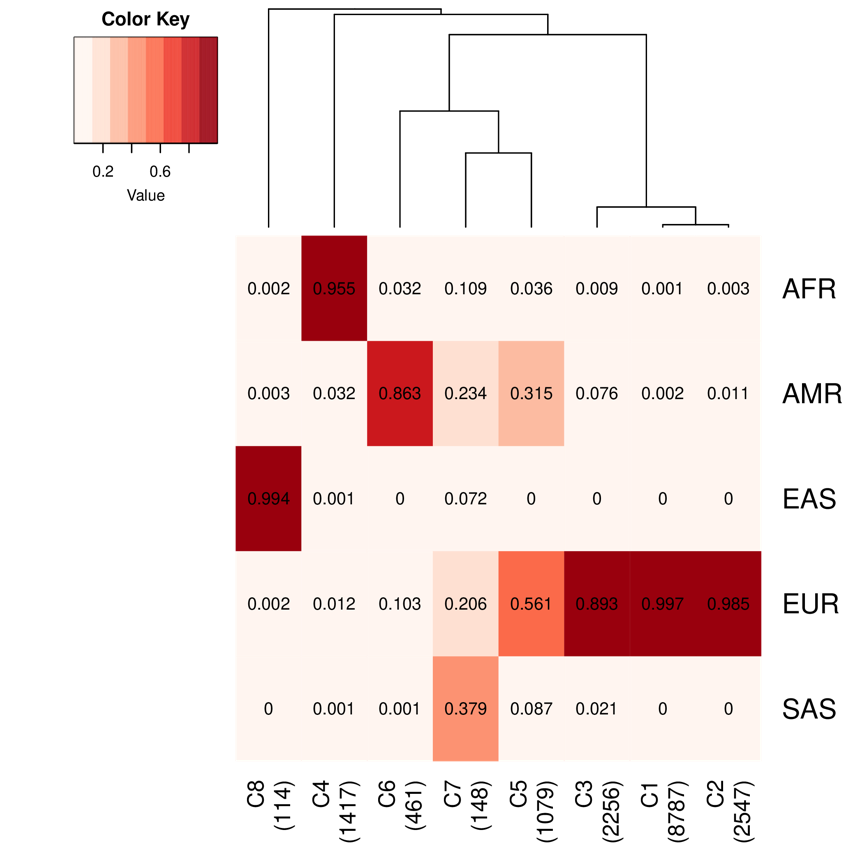 Color Key
0.2 0.6
Value
0.002 0.955 0.032 0.109 0.036 0.009 0.001 0.003 AFR
0.003 0.032 0.863 0.234 0.315 0.076 0.002 0.011 AMR
0.994 0.001 0 0.072 0 0 0 0 EAS
0.002 0.012 0.103 0.206 0.561 0.893 0.997 0.985 EUR
0 0.001 0.001 0.379 0.087 0.021 0 0 SAS
C8
(114)
C4
(1417)
C6
(461)
C7
(148)
C5
(1079)
C3
(2256)
C1
(8787)
C2
(2547)